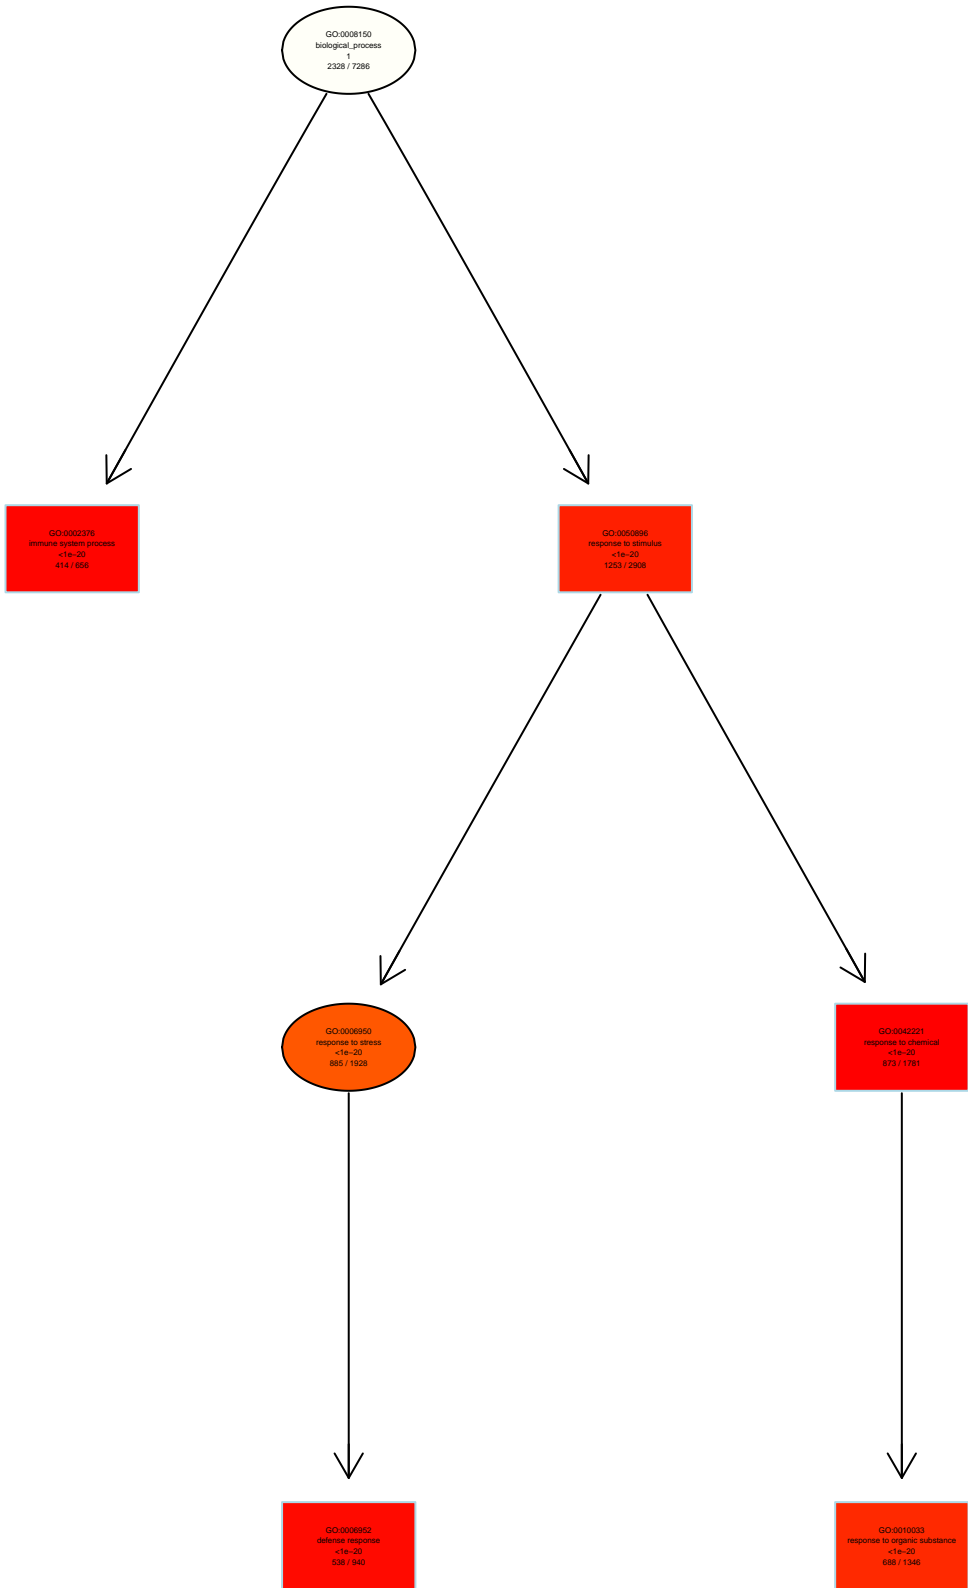 GO:0008150
biological_process
1
2328 / 7286
GO:0002376
immune system process
<1e−20
414 / 656
GO:0050896
response to stimulus
<1e−20
1253 / 2908
GO:0006950
response to stress
<1e−20
885 / 1928
GO:0042221
response to chemical
<1e−20
873 / 1781
GO:0006952
defense response
<1e−20
538 / 940
GO:0010033
response to organic substance
<1e−20
688 / 1346